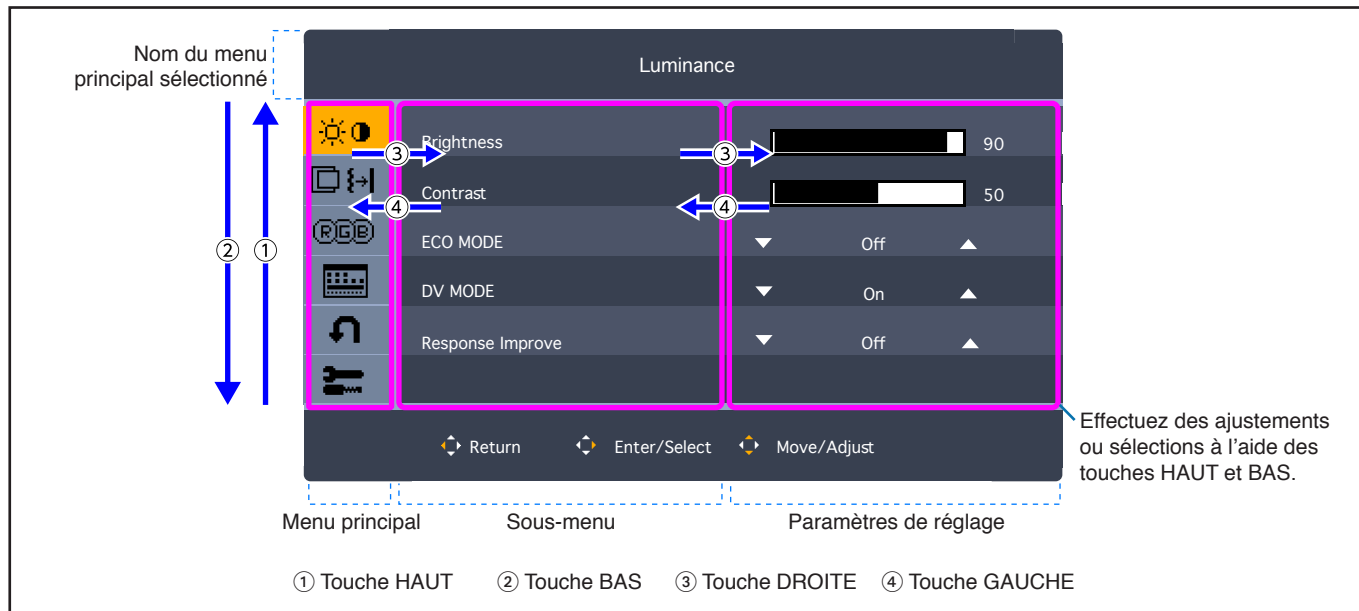 Nom du menu
principal sélectionné
Luminance
② ①
Brightness 90
③ ③
Contrast 50
④ ④
RGB
ECO MODE Off
DV MODE On
Response Improve Off
Return Enter/Select Move/Adjust
Effectuez des ajustements
ou sélections à l’aide des
touches HAUT et BAS.
Menu principal Sous-menu Paramètres de réglage
① Touche HAUT ② Touche BAS ③ Touche DROITE ④ Touche GAUCHE